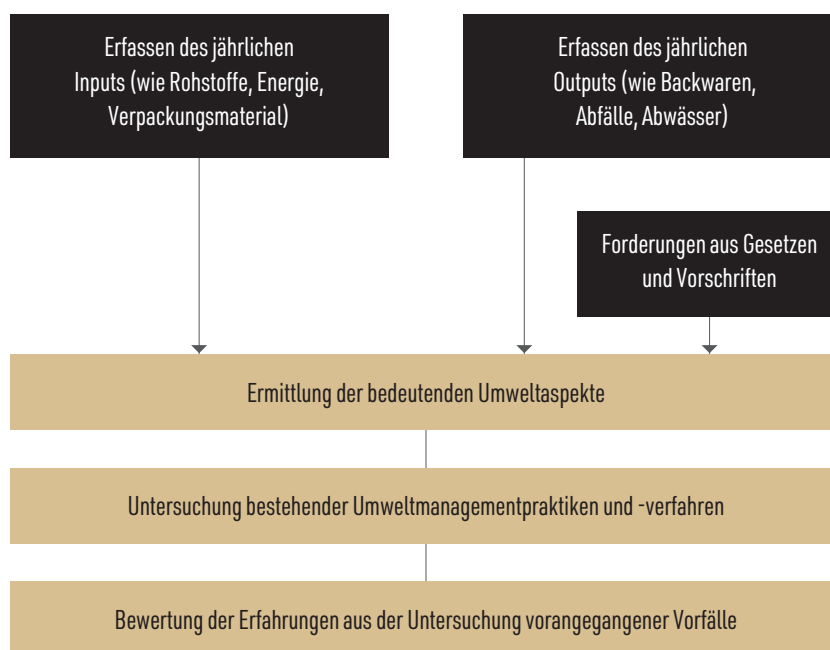 Erfassen des jährlichen
Inputs (wie Rohstoffe, Energie,
Verpackungsmaterial)
Erfassen des jährlichen
Outputs (wie Backwaren,
Abfälle, Abwässer)
Forderungen aus Gesetzen
und Vorschriften
Ermittlung der bedeutenden Umweltaspekte
Untersuchung bestehender Umweltmanagementpraktiken und -verfahren
Bewertung der Erfahrungen aus der Untersuchung vorangegangener Vorfälle